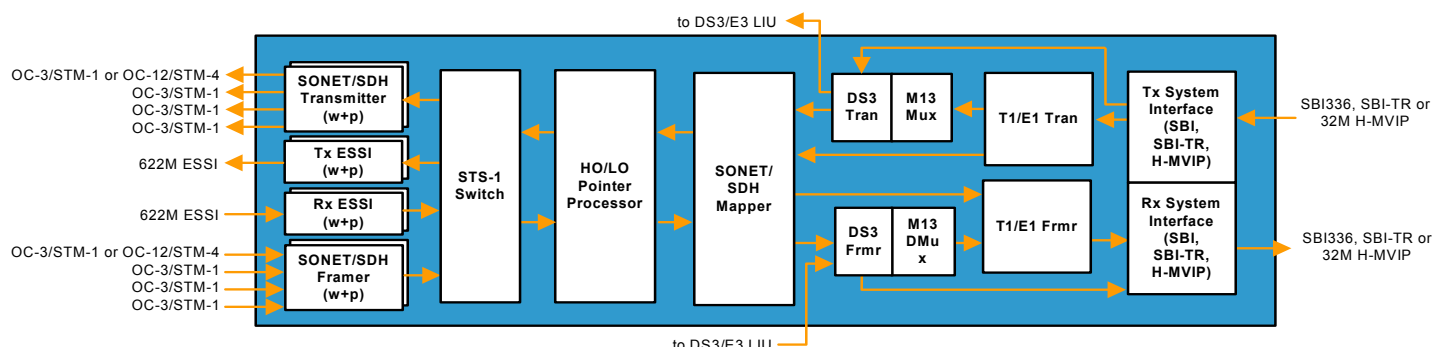 to DS3/E3 LIU
OC-3/STM-1 or OC-12/STM-4
OC-3/STM-1
OC-3/STM-1
OC-3/STM-1
SONET/SDH
Transmitter
(w+p)
622M ESSI
Tx ESSI
(w+p)
622M ESSI
Rx ESSI
(w+p)
OC-3/STM-1 or OC-12/STM-4
OC-3/STM-1
OC-3/STM-1
OC-3/STM-1
SONET/SDH
Framer
(w+p)
STS-1
Switch
HO/LO
Pointer
Processor
SONET/
SDH
Mapper
DS3
Tran
M13
Mux
T1/E1 Tran
Tx System
Interface
(SBI,
SBI-TR,
H-MVIP)
SBI336, SBI-TR or
32M H-MVIP
DS3
Frmr
M13
DMu
x
T1/E1 Frmr
Rx System
Interface
(SBI,
SBI-TR,
H-MVIP)
SBI336, SBI-TR or
32M H-MVIP
to DS3/E3 LIU